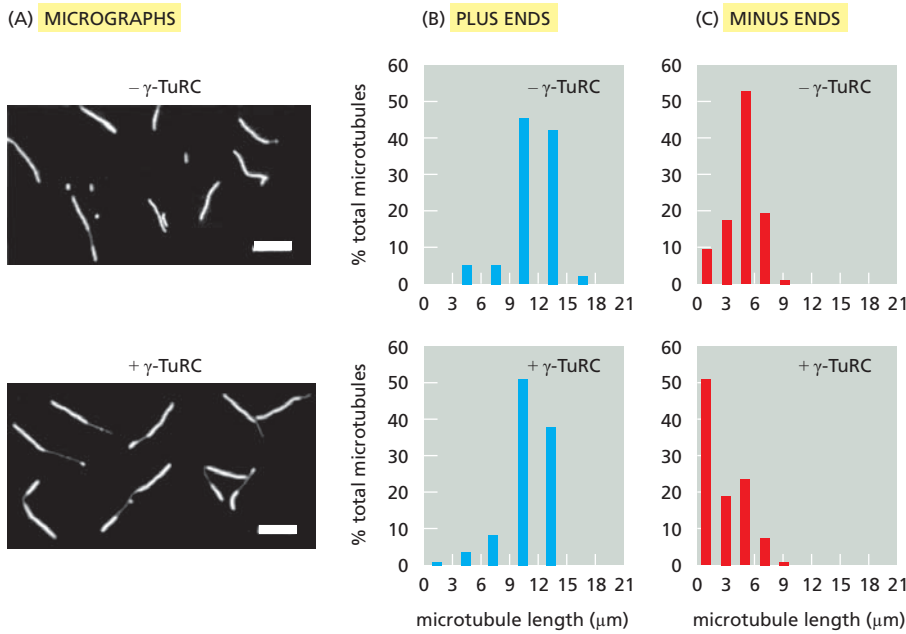 (A) MICROGRAPHS
− γ-TuRC
+ γ-TuRC
(B) PLUS ENDS
% total microtubules
60
50
40
30
20
10
0
− γ-TuRC
0 3 6 9 12 15 18 21
% total microtubules
60
50
40
30
20
10
0
+ γ-TuRC
0 3 6 9 12 15 18 21
microtubule length (μm)
(C) MINUS ENDS
60
50
40
30
20
10
0
− γ-TuRC
0 3 6 9 12 15 18 21
60
50
40
30
20
10
0
+ γ-TuRC
0 3 6 9 12 15 18 21
microtubule length (μm)